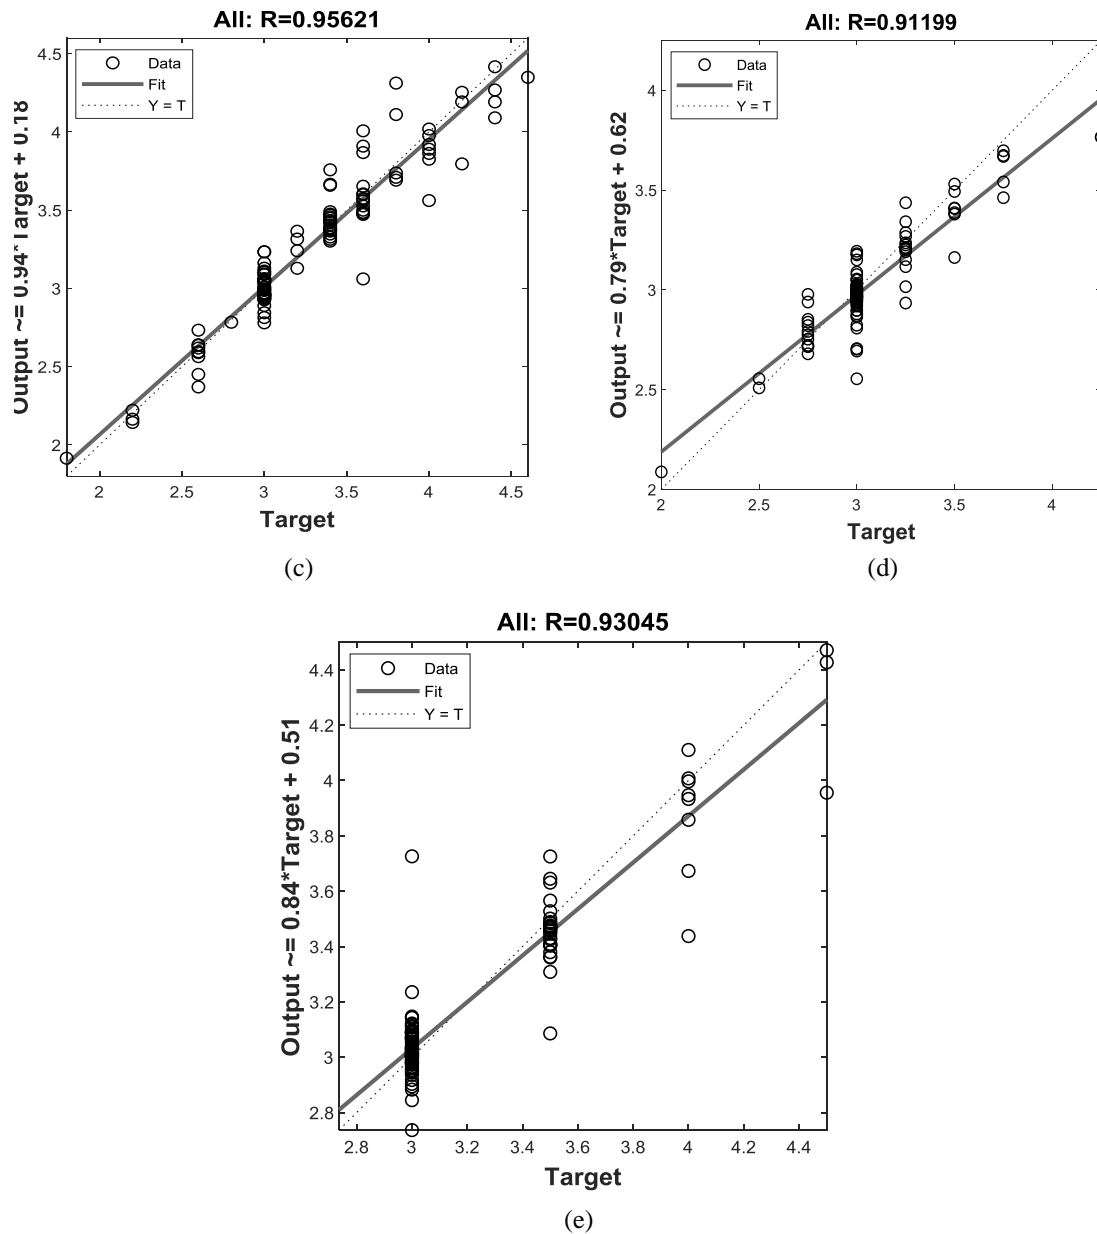 All: R=0.95621
Data
Fit
Y = T
Output ~= 0.94*Target + 0.18
4.5
4
3.5
3
2.5
2
2
2.5
3
3.5
4
4.5
Target
(c)
All: R=0.91199
Data
Fit
Y = T
Output ~= 0.79*Target + 0.62
4
3.5
3
2.5
2
2
2.5
3
3.5
4
Target
(d)
All: R=0.93045
Data
Fit
Y = T
Output ~= 0.84*Target + 0.51
4.4
4.2
4
3.8
3.6
3.4
3.2
3
2.8
2.8
3
3.2
3.4
3.6
3.8
4
4.2
4.4
Target
(e)